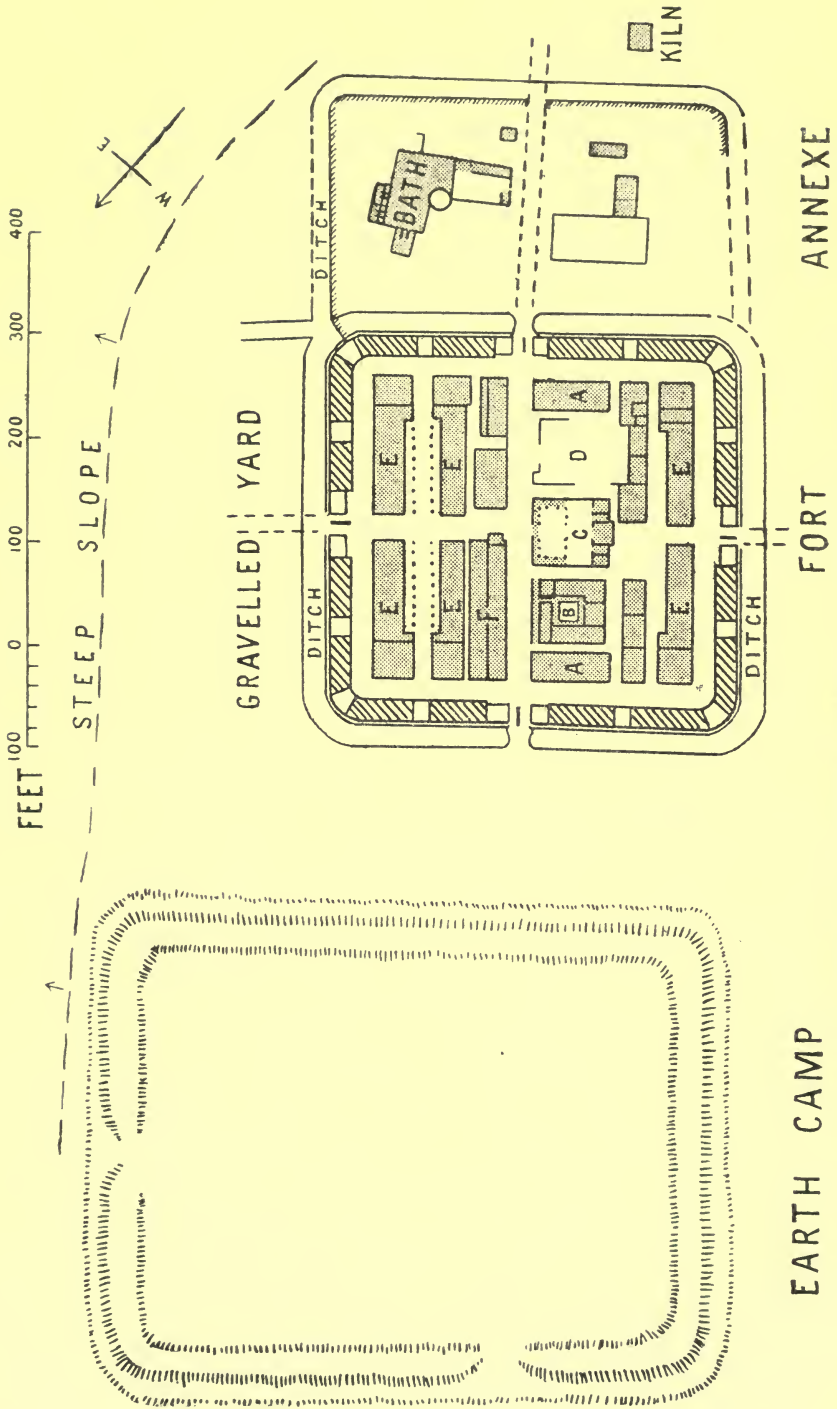 FEET
100 0 100 200 300 400
STEEP SLOPE
E
W
GRAVELLED YARD
DITCH
DITCH
BATH
KILN
E
E
E
E
F
A
B
C
D
A
E
E
DITCH
EARTH CAMP
FORT
ANNEXE